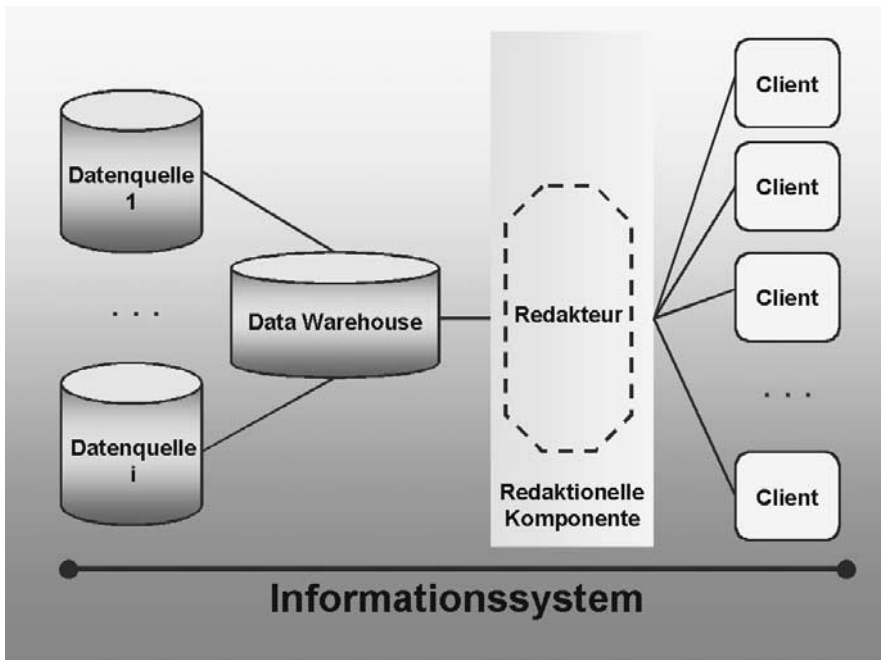 Datenquelle
1
. . .
Datenquelle
i
Data Warehouse
Redakteur
Redaktionelle
Komponente
Client
Client
Client
. . .
Client
Informationssystem